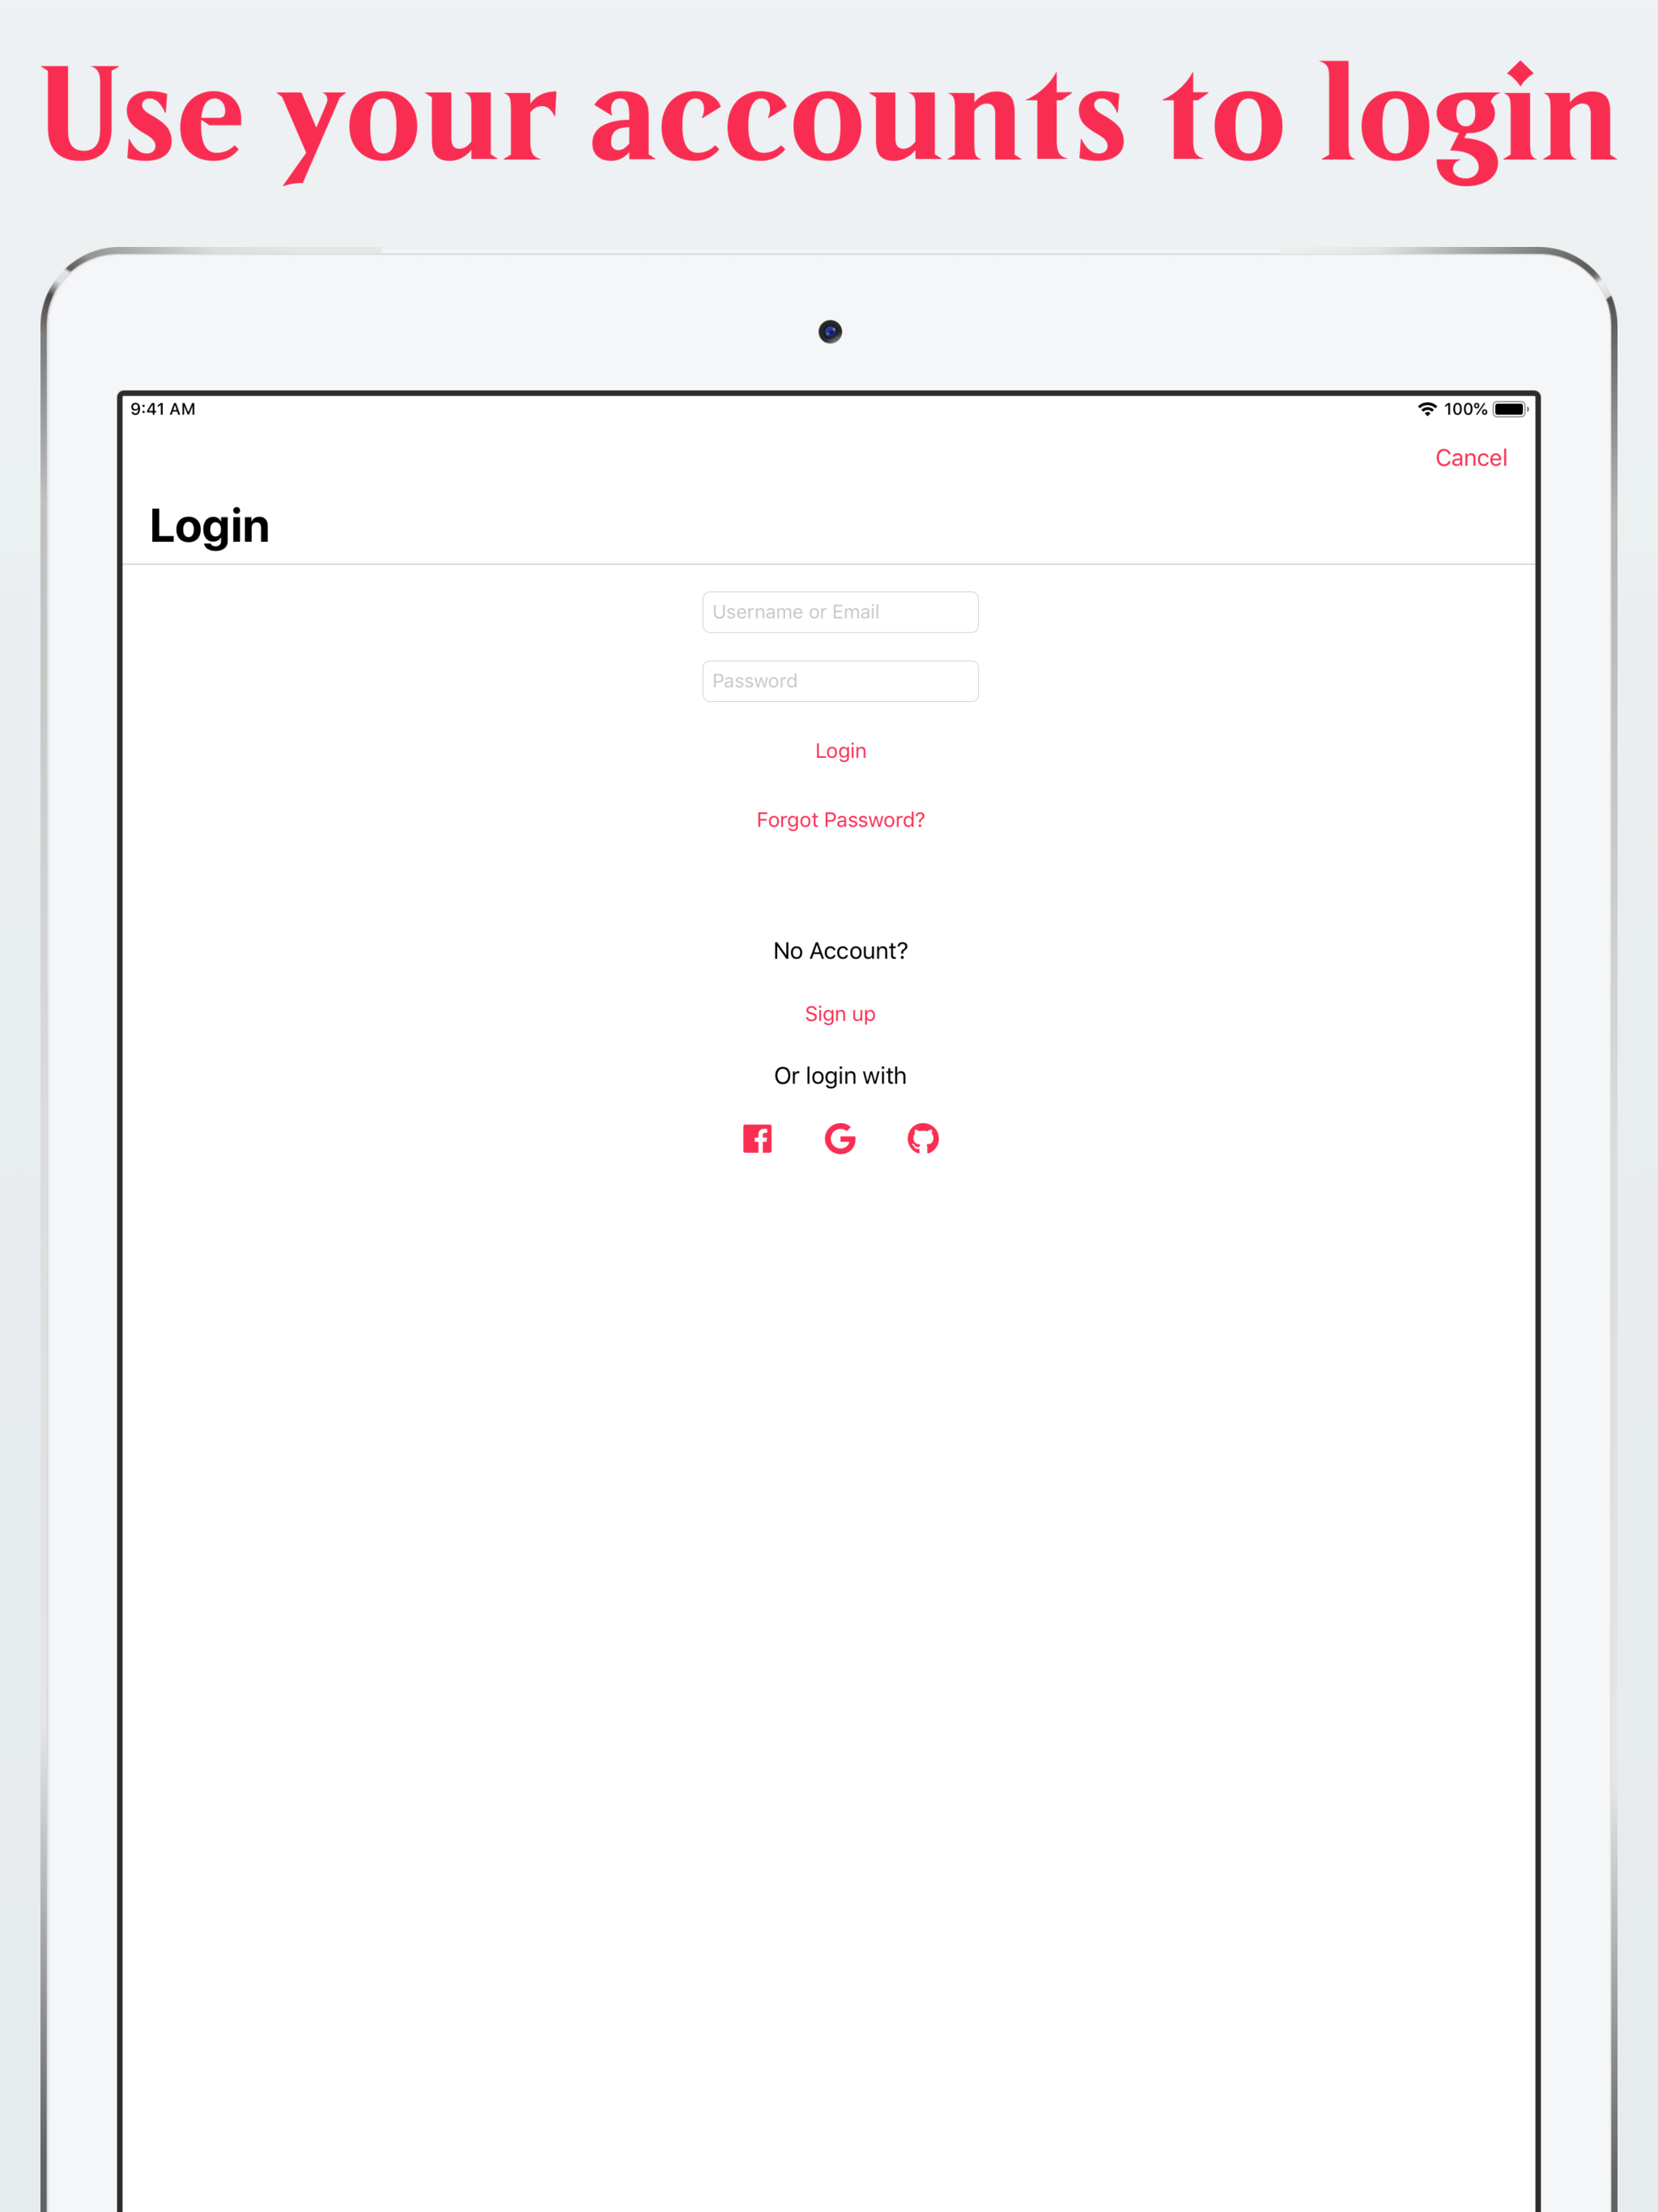 Use your accounts to login
9:41 AM 100%
Cancel
Login
Username or Email
Password
Login
Forgot Password?
No Account?
Sign up
Or login with